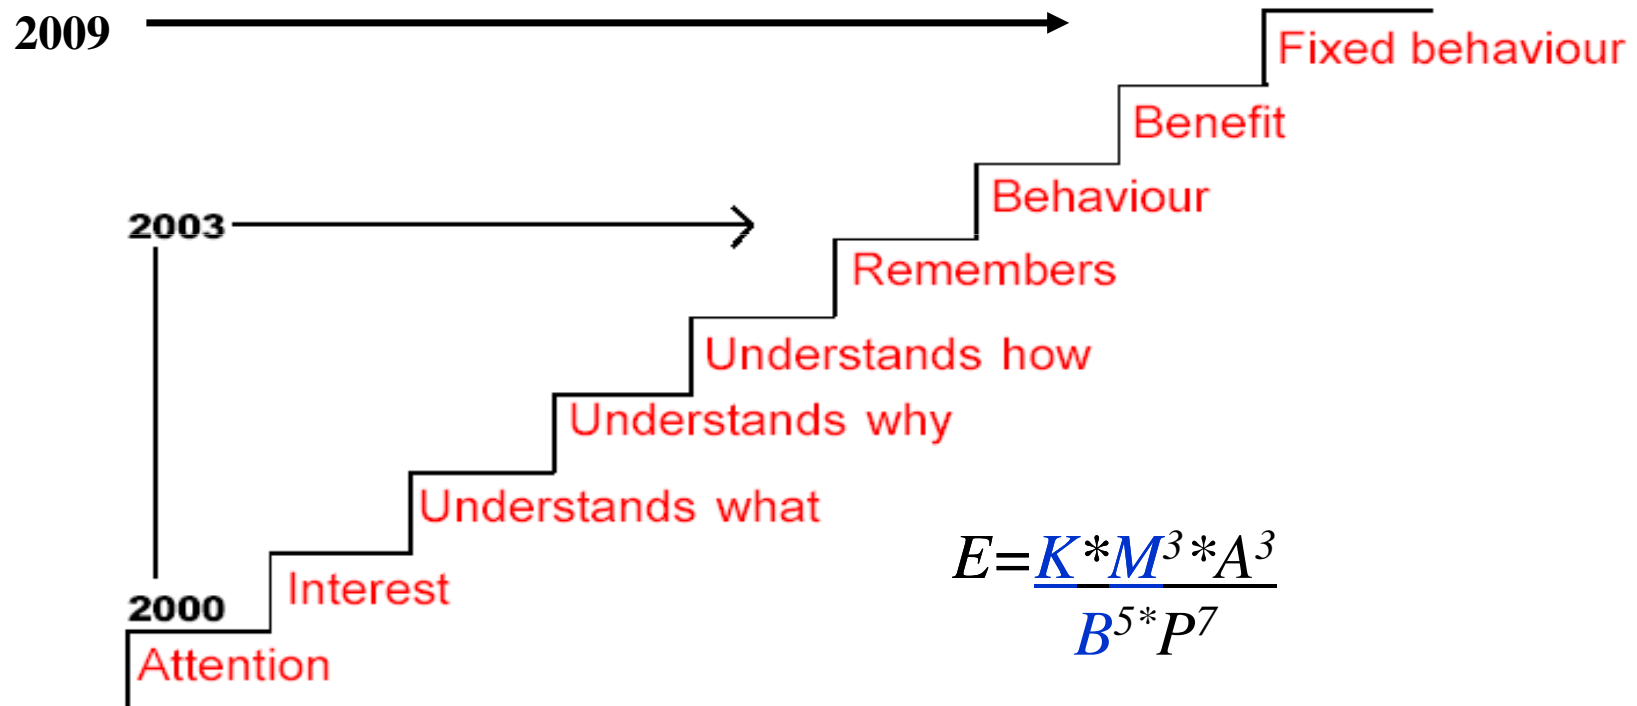 2009
Fixed behaviour
Benefit
Behaviour
2003
Remembers
Understands how
Understands why
Understands what
Interest
2000
Attention
E=K*M³*A³
B⁵*P⁷